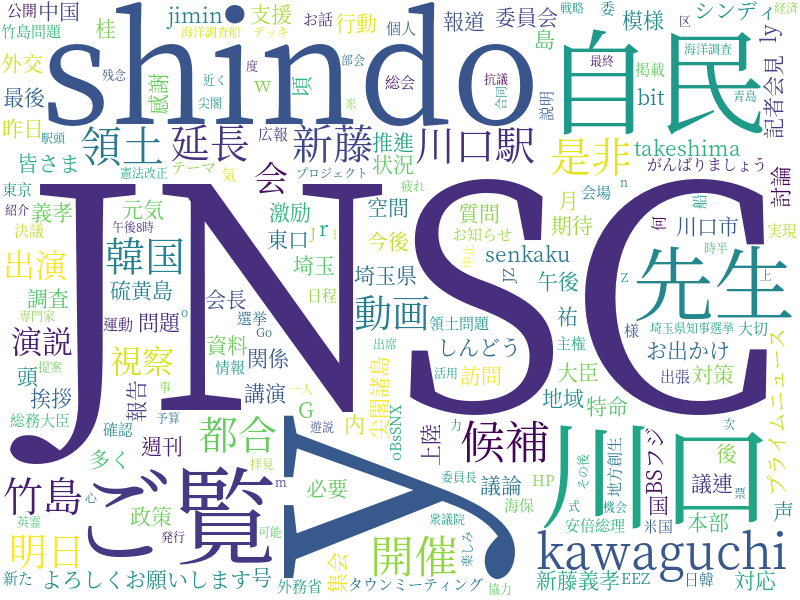 公開 中国 jimin 支援 お話 個人 戦略 委 区 経済
竹島問題 海洋調査船 デッキ 桂 行動 報道 委員会 模様 シンディ
外交 感謝 近く 度 部会 総会 抗議 島 掲載 海洋調査 ly
shindo 自民
最後 残念 尖閣 w 頃 米 合同 説明 bit 最終 青島 記者会見
昨日 駅頭 領土 延長 広報 新藤 川口駅 推進 takeshima
皆さま 憲法改正 テーマ 気 プロジェクト 状況 是非 がんばりましょう
東京 紹介 義孝 元気 会 激励 疲れ 質問 月 会場 n 船 討論
決議 午後8時 J r I 東口 空間 お知らせ 期待 川口市 何 実現
出演 韓国 埼玉 今後 埼玉県 中止 senkaku 時半
JNSC 先生
調査 硫黄島 会長 日程 動画 JZ 午後 Z 上
専門家 運動 問題 o 選挙 Go 領土問題 祐 様 埼玉県知事選挙 大切
演説 提案 視察 資料 情報 関係 出席 しんどう 主権 お出かけ
頭 挨拶 事 報告 講演 一人 活用 訪問 大臣 出張 対策 プライムニュース
総務大臣 予算 G 尖閣諸島 地域 特命
確認 週刊 都合 遊説 内 oBsSNX 上陸 力 候補 その後 地方創生 次
y 川口
多く 拝見 委員長 議論 HP 後 BSフジ 議連 声
竹島 心 ご覧 m 必要 海保 式 機会 国 票
英霊 政策 発行 可能 衆議院 安倍総理 米国 本部
明日 集会 開催 楽しみ kawaguchi
新た よろしくお願いします 号 外務省 タウンミーティング 協力 新藤義孝 EEZ 日韓 対応